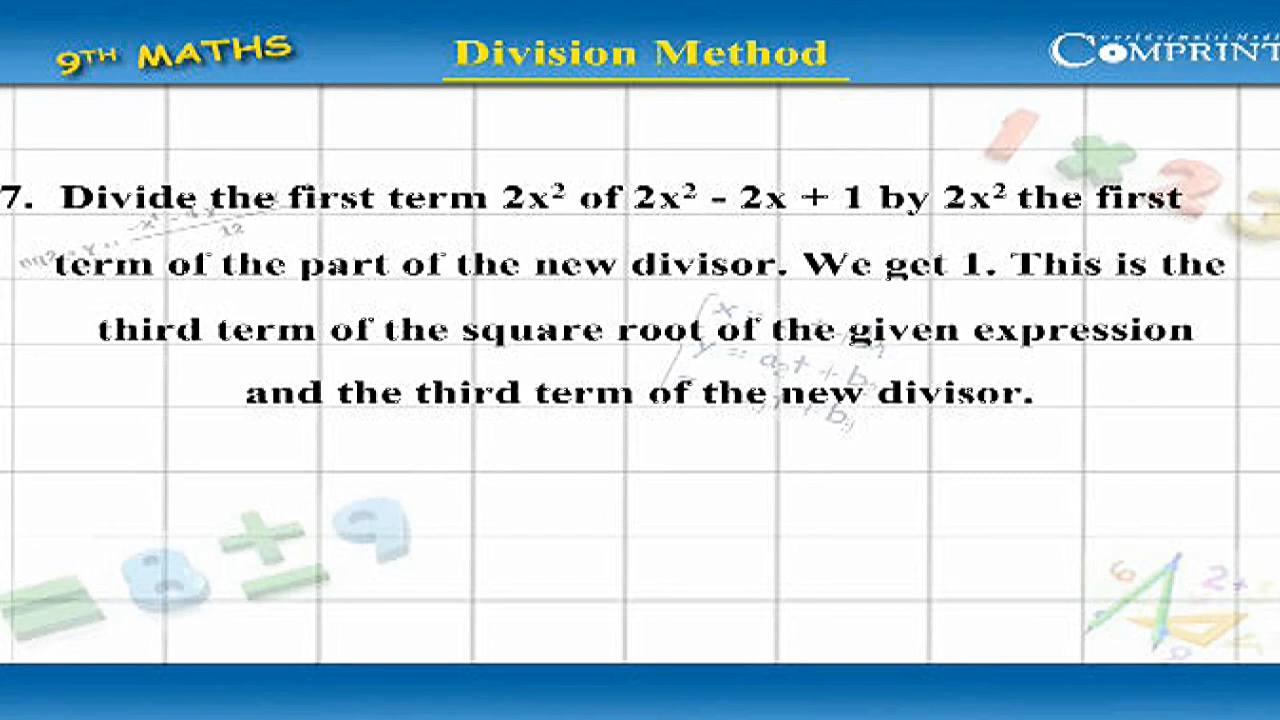 9TH MATHS
Division Method
COMPRINT
7. Divide the first term 2x² of 2x² - 2x + 1 by 2x² the first
term of the part of the new divisor. We get 1. This is the
third term of the square root of the given expression
and the third term of the new divisor.